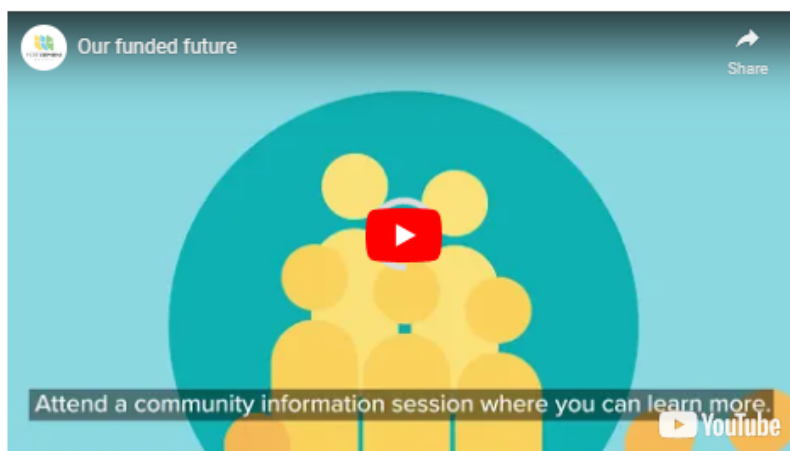 Our funded future
Share
Attend a community information session where you can learn more.
YouTube